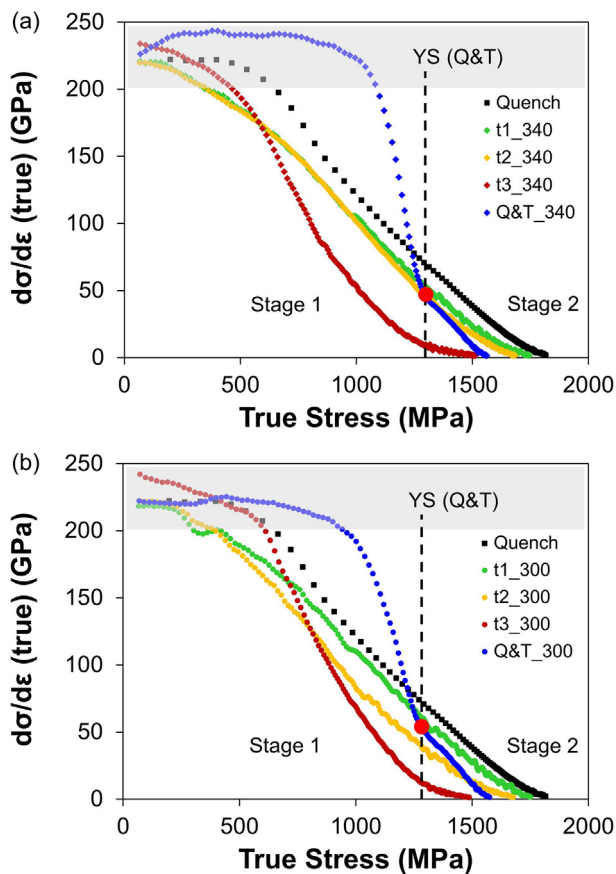 (a)
250
200
150
100
50
0
dσ/dε (true) (GPa)
YS (Q&T)
Quench
t1_340
t2_340
t3_340
Q&T_340
Stage 1
Stage 2
0
500
1000
1500
2000
True Stress (MPa)
(b)
250
200
150
100
50
0
dσ/dε (true) (GPa)
YS (Q&T)
Quench
t1_300
t2_300
t3_300
Q&T_300
Stage 1
Stage 2
0
500
1000
1500
2000
True Stress (MPa)